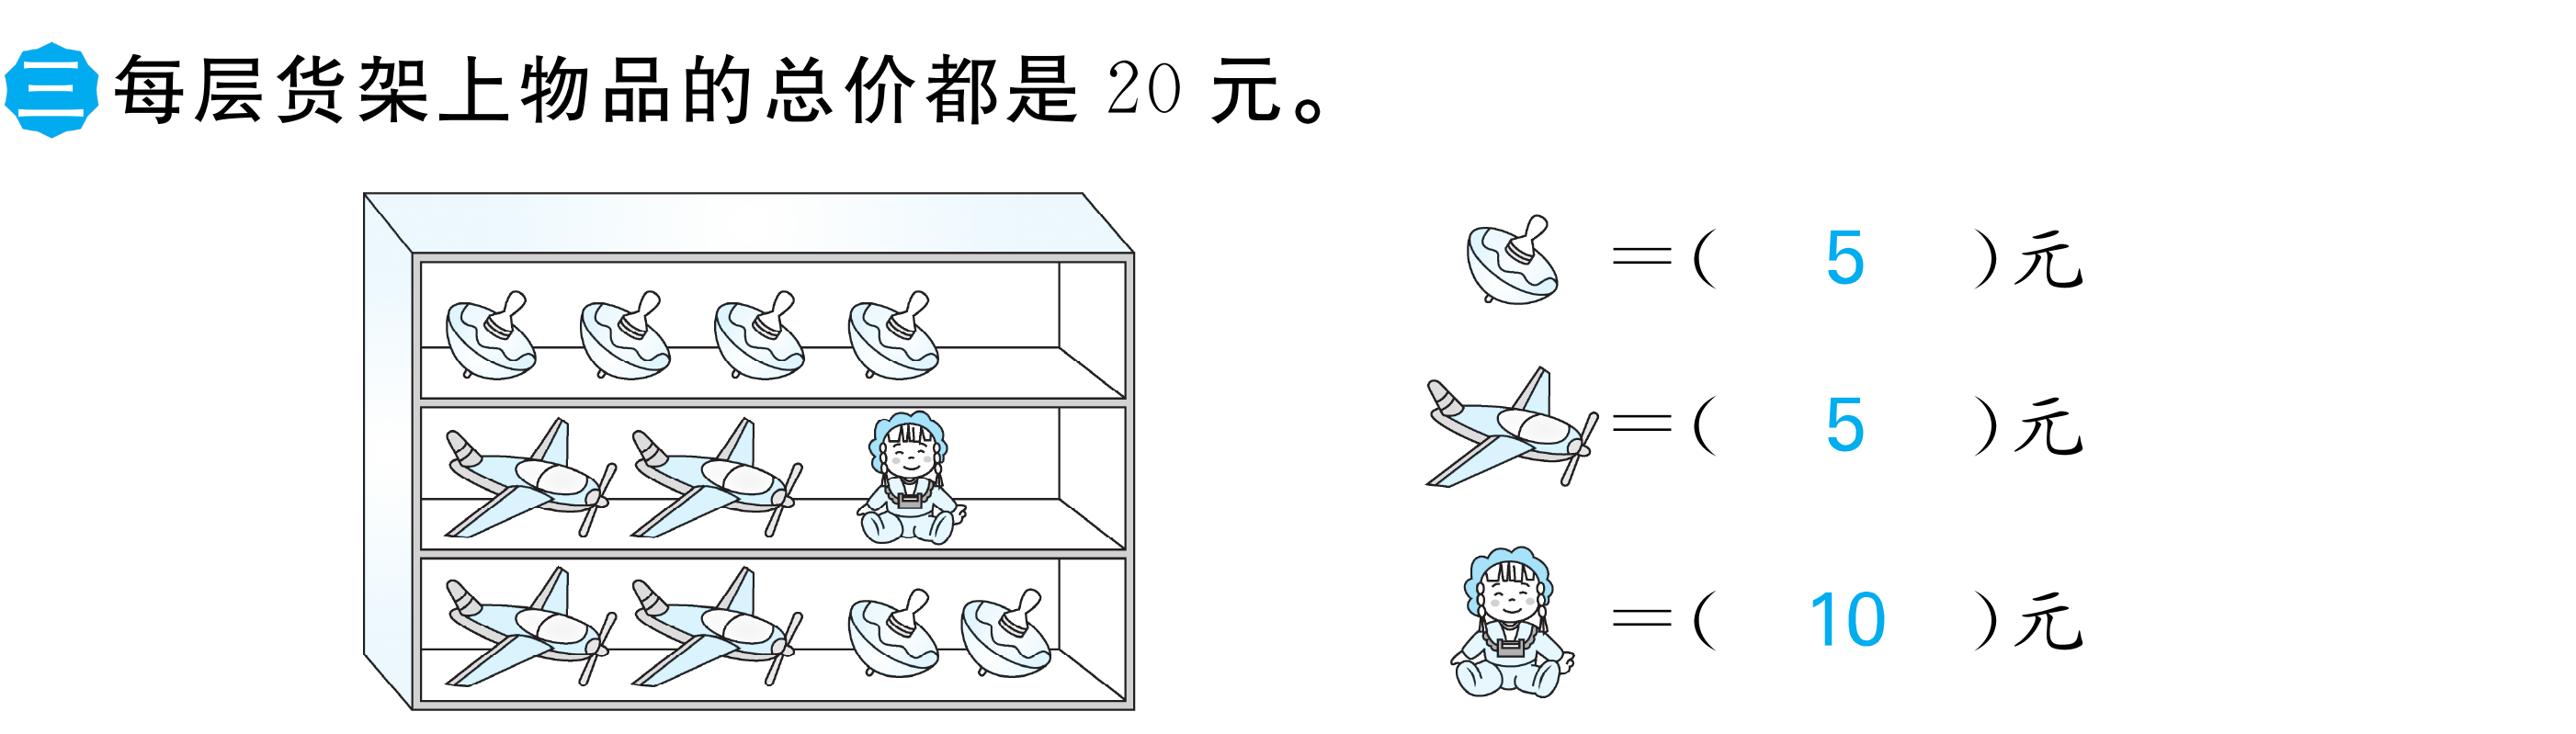 三 每层货架上物品的总价都是 20 元。
=( 5 )元
=( 5 )元
=( 10 )元